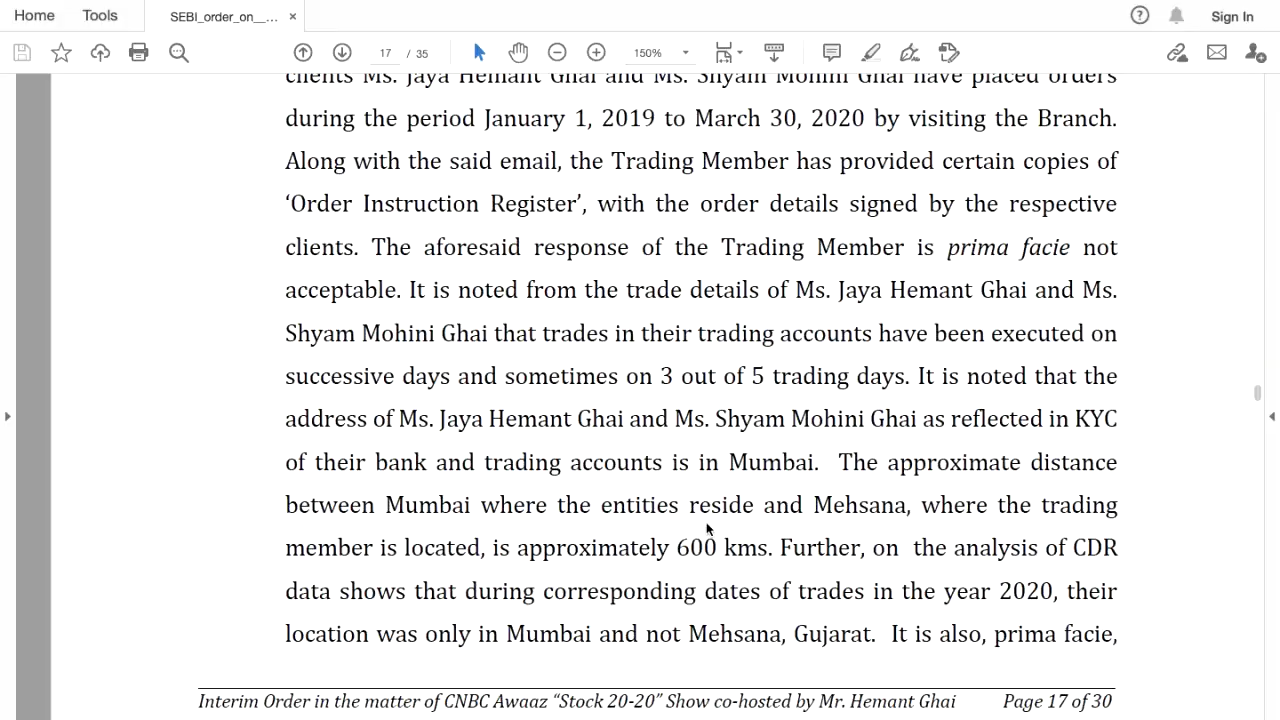 Home Tools SEBI_order_on__... × Sign In
17 / 35 150%
clients Ms. Jaya Hemant Ghai and Ms. Shyam Mohini Ghai have placed orders
during the period January 1, 2019 to March 30, 2020 by visiting the Branch.
Along with the said email, the Trading Member has provided certain copies of
‘Order Instruction Register’, with the order details signed by the respective
clients. The aforesaid response of the Trading Member is prima facie not
acceptable. It is noted from the trade details of Ms. Jaya Hemant Ghai and Ms.
Shyam Mohini Ghai that trades in their trading accounts have been executed on
successive days and sometimes on 3 out of 5 trading days. It is noted that the
address of Ms. Jaya Hemant Ghai and Ms. Shyam Mohini Ghai as reflected in KYC
of their bank and trading accounts is in Mumbai. The approximate distance
between Mumbai where the entities reside and Mehsana, where the trading
member is located, is approximately 600 kms. Further, on the analysis of CDR
data shows that during corresponding dates of trades in the year 2020, their
location was only in Mumbai and not Mehsana, Gujarat. It is also, prima facie,
Interim Order in the matter of CNBC Awaaz “Stock 20-20” Show co-hosted by Mr. Hemant Ghai Page 17 of 30